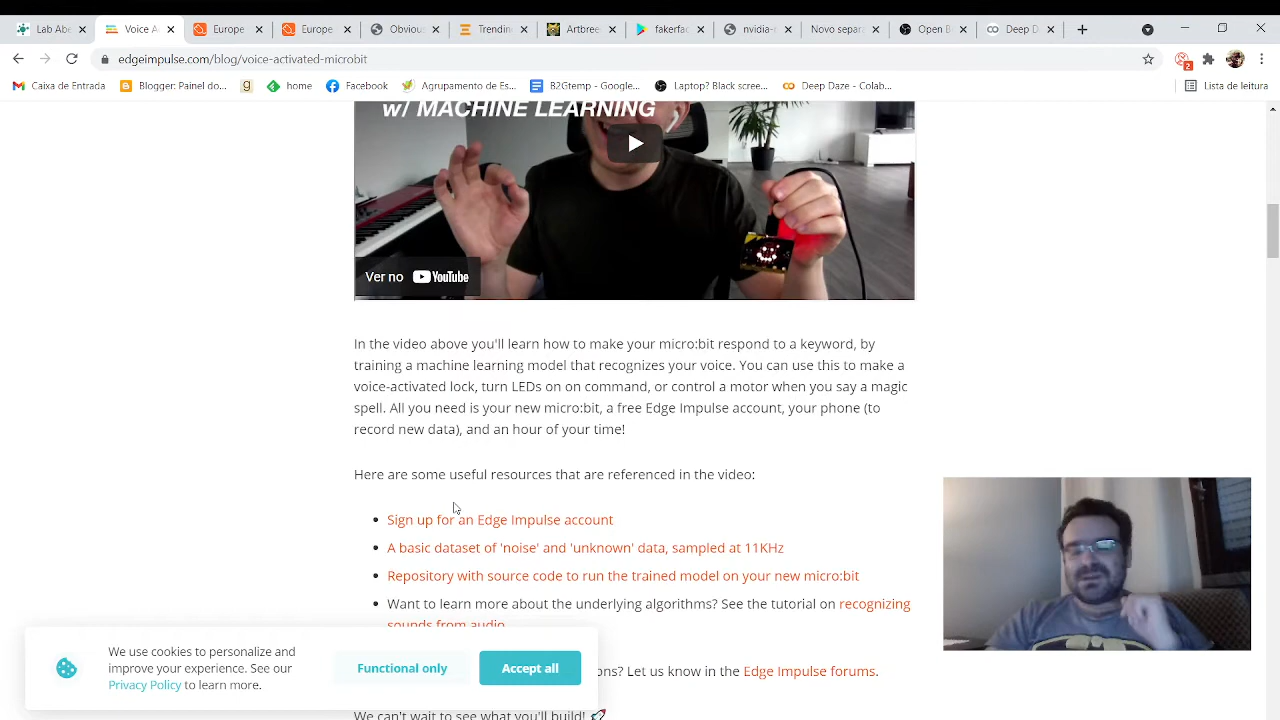 Lab Abe
Voice A
Europe
Europe
Obvious
Trendin
Artbree
fakerfac
nvidia-r
Novo separa
Open B
Deep D
edgeimpulse.com/blog/voice-activated-microbit
2
Caixa de Entrada
Blogger: Painel do...
home
Facebook
Agrupamento de Es...
B2Gtemp - Google...
Laptop? Black scree...
Deep Daze - Colab...
Lista de leitura
w/ MACHINE LEARNING
Ver no YouTube
In the video above you'll learn how to make your micro:bit respond to a keyword, by
training a machine learning model that recognizes your voice. You can use this to make a
voice-activated lock, turn LEDs on on command, or control a motor when you say a magic
spell. All you need is your new micro:bit, a free Edge Impulse account, your phone (to
record new data), and an hour of your time!
Here are some useful resources that are referenced in the video:
Sign up for an Edge Impulse account
A basic dataset of 'noise' and 'unknown' data, sampled at 11KHz
Repository with source code to run the trained model on your new micro:bit
Want to learn more about the underlying algorithms? See the tutorial on recognizing
sounds from audio.
ons? Let us know in the Edge Impulse forums.
We can't wait to see what you'll build! 🚀
We use cookies to personalize and
improve your experience. See our
Privacy Policy to learn more.
Functional only
Accept all